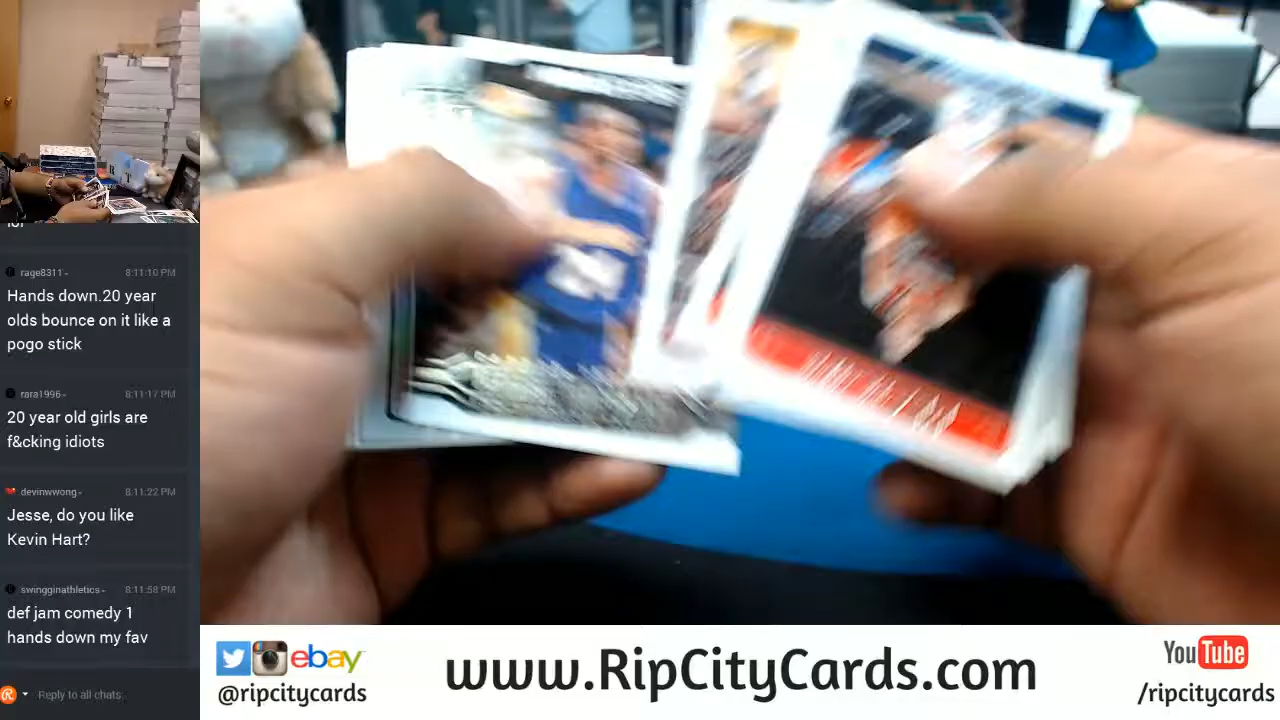 rage8311-
8:11:10 PM
Hands down.20 year
olds bounce on it like a
pogo stick
rara1996-
8:11:17 PM
20 year old girls are
f&cking idiots
devinwwong-
8:11:22 PM
Jesse, do you like
Kevin Hart?
swingginathletics-
8:11:58 PM
def jam comedy 1
hands down my fav
Reply to all chats..
ebay
@ripcitycards
www.RipCityCards.com
YouTube
/ripcitycards